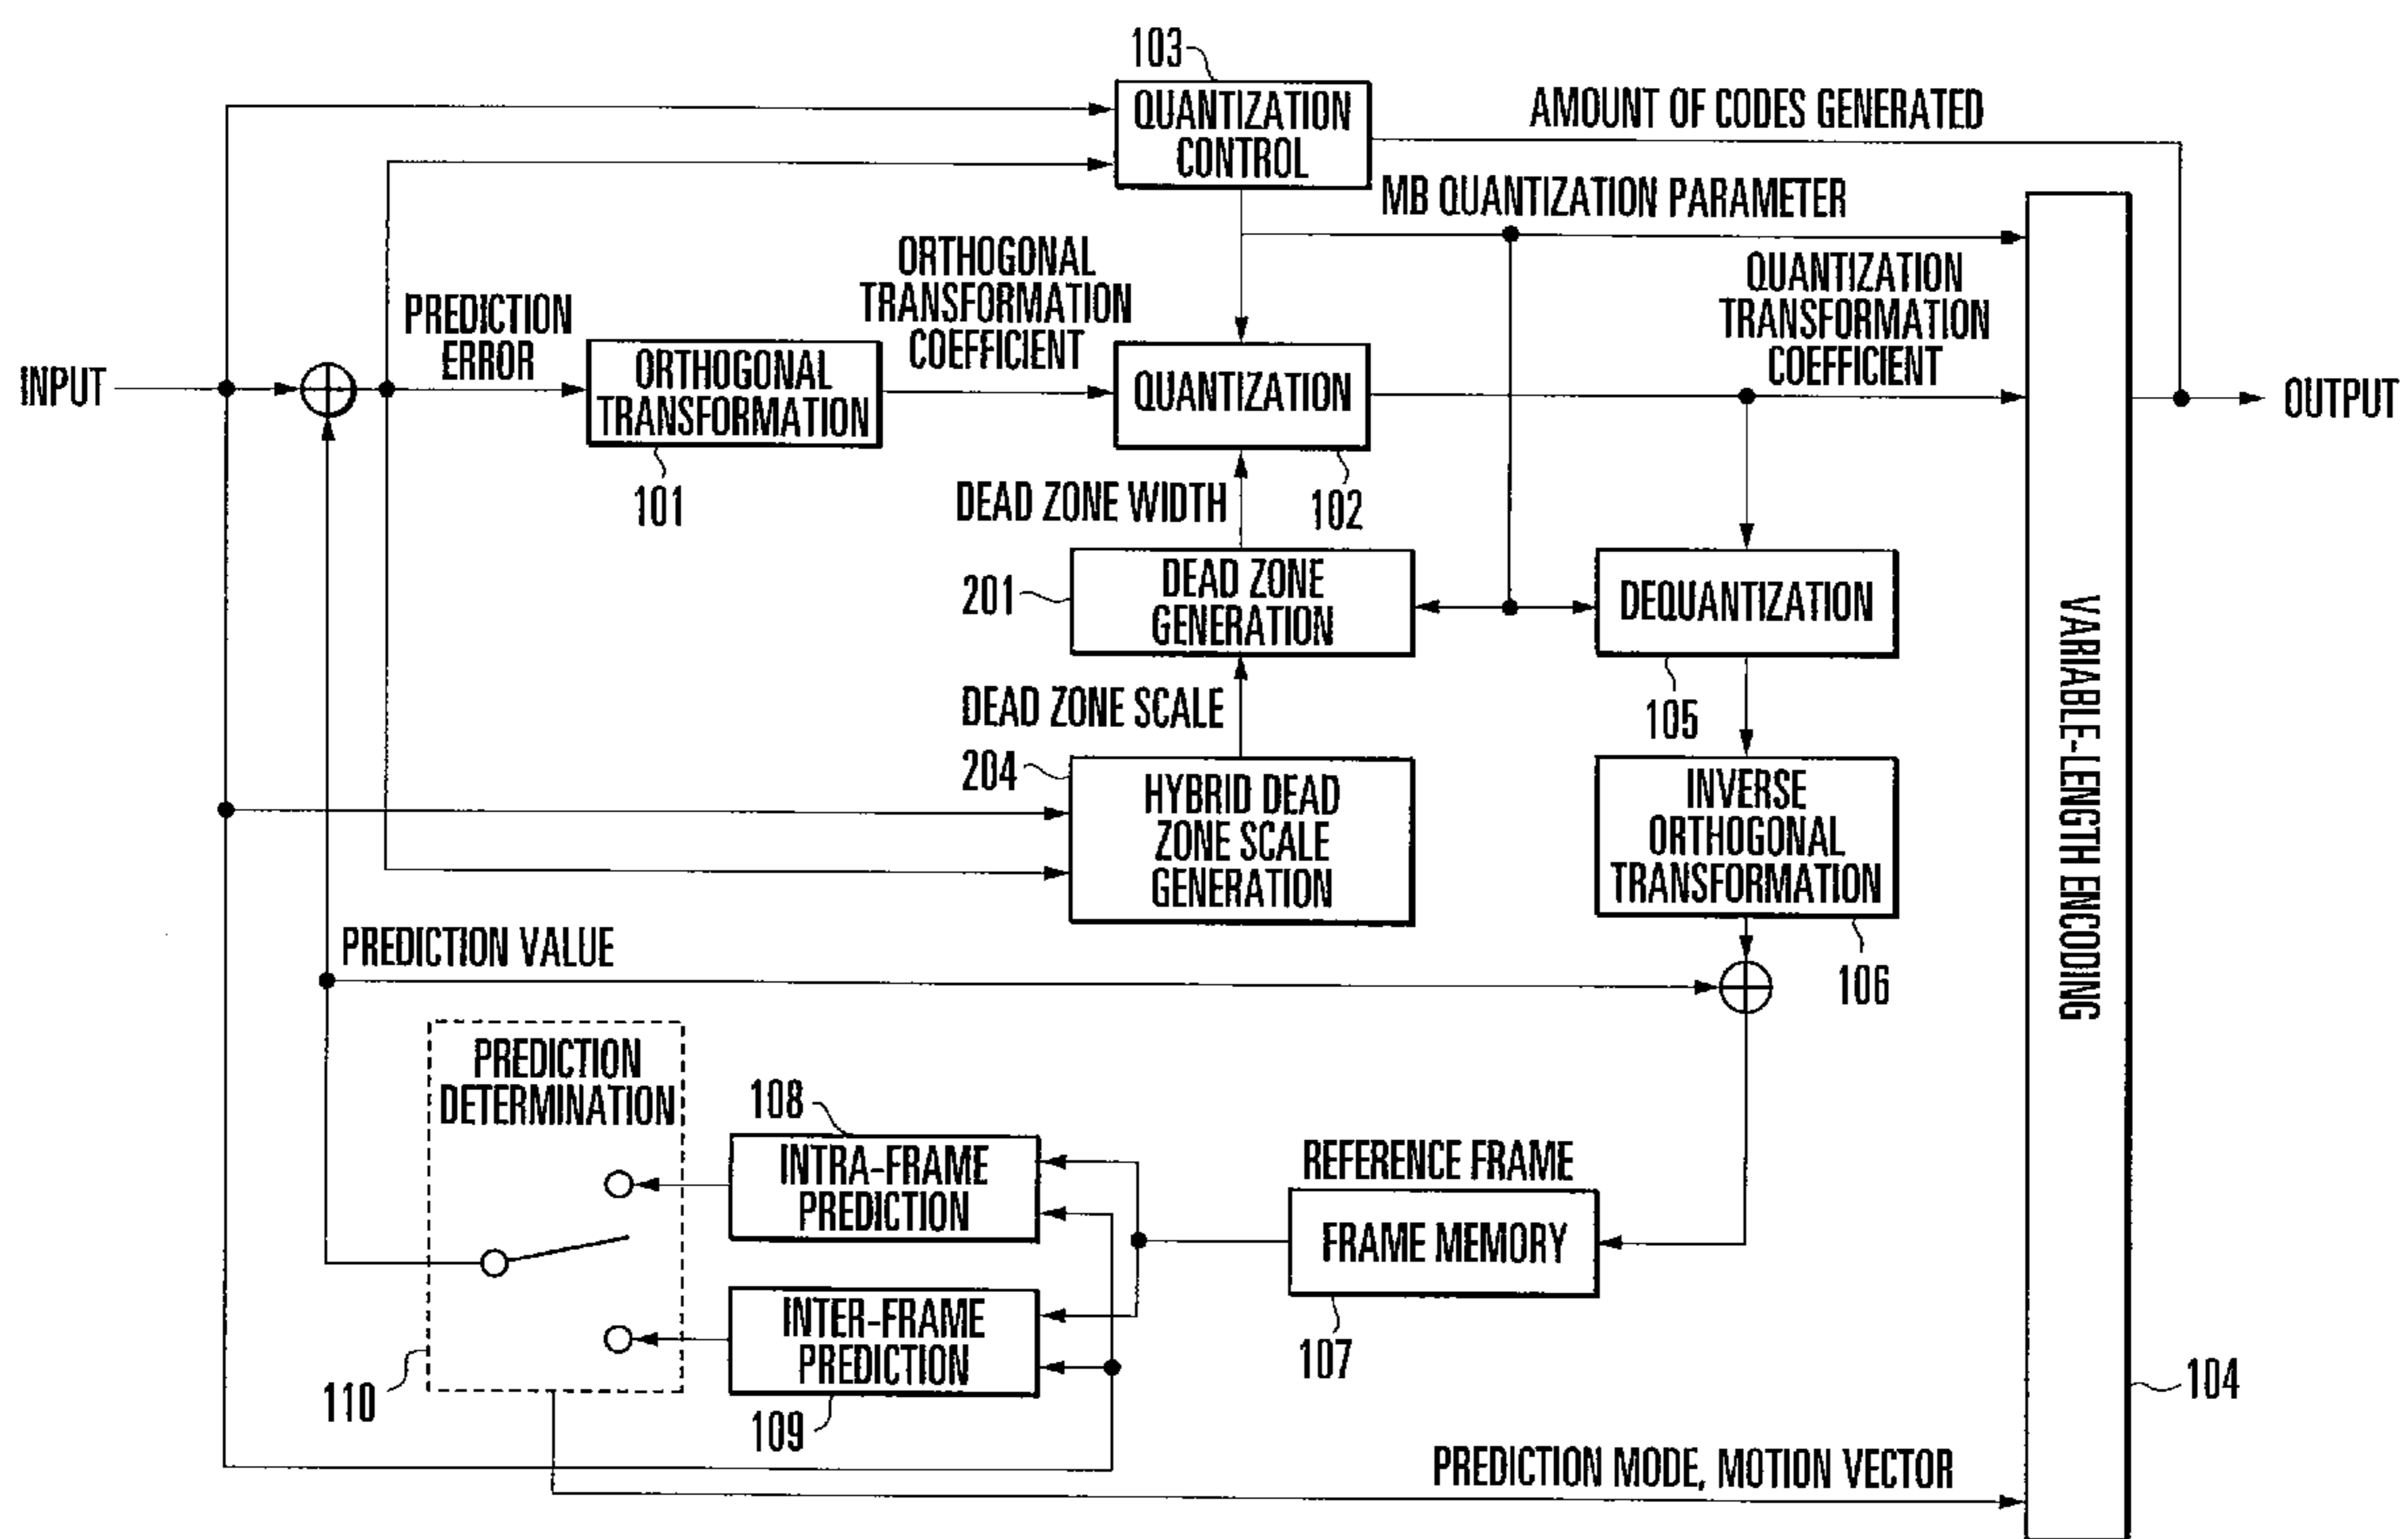 103
QUANTIZATION
CONTROL
AMOUNT OF CODES GENERATED
MB QUANTIZATION PARAMETER
ORTHOGONAL
TRANSFORMATION
COEFFICIENT
QUANTIZATION
TRANSFORMATION
COEFFICIENT
PREDICTION
ERROR
INPUT
ORTHOGONAL
TRANSFORMATION
101
QUANTIZATION
102
OUTPUT
DEAD ZONE WIDTH
201
DEAD ZONE
GENERATION
DEQUANTIZATION
105
VARIABLE-LENGTH ENCODING
DEAD ZONE SCALE
204
HYBRID DEAD
ZONE SCALE
GENERATION
INVERSE
ORTHOGONAL
TRANSFORMATION
106
PREDICTION VALUE
PREDICTION
DETERMINATION
108
INTRA-FRAME
PREDICTION
REFERENCE FRAME
FRAME MEMORY
107
INTER-FRAME
PREDICTION
109
110
104
PREDICTION MODE, MOTION VECTOR